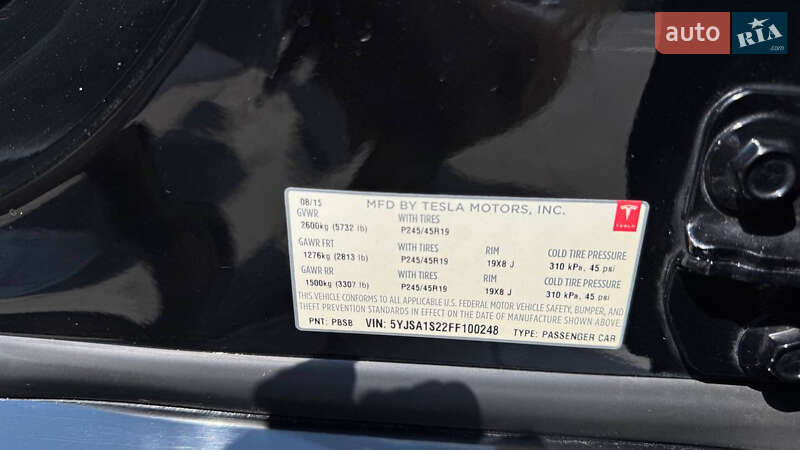 auto RIA .com
08/15 MFD BY TESLA MOTORS, INC.
GVWR WITH TIRES TESLA
2600kg (5732 lb) P245/45R19
GAWR FRT WITH TIRES RIM COLD TIRE PRESSURE
1276kg (2813 lb) P245/45R19 19X8 J 310 kPa, 45 psi
GAWR RR WITH TIRES RIM COLD TIRE PRESSURE
1500kg (3307 lb) P245/45R19 19X8 J 310 kPa, 45 psi
THIS VEHICLE CONFORMS TO ALL APPLICABLE U.S. FEDERAL MOTOR VEHICLE SAFETY, BUMPER, AND
THEFT PREVENTION STANDARDS IN EFFECT ON THE DATE OF MANUFACTURE SHOWN ABOVE.
PNT: PBSB VIN: 5YJSA1S22FF100248 TYPE: PASSENGER CAR